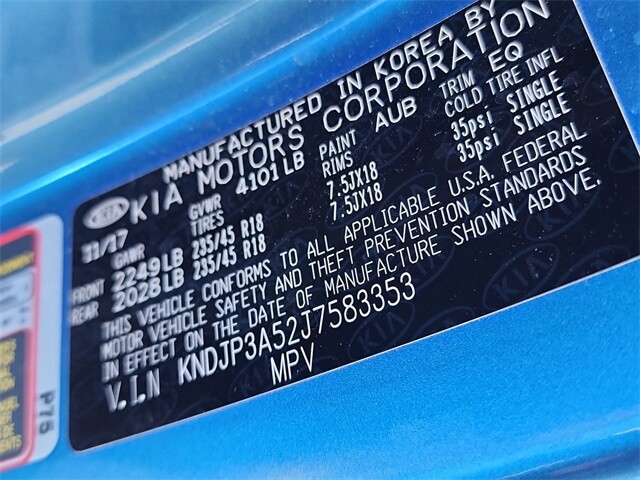 MANUFACTURED IN KOREA BY
KIA KIA MOTORS CORPORATION
11/17 GVWR 4101LB PAINT AUB TRIM EQ
GAWR TIRES RIMS COLD TIRE INFL
FRONT 2249LB 235/45 R18 7.5JX18 35psi SINGLE
REAR 2028LB 235/45 R18 7.5JX18 35psi SINGLE
THIS VEHICLE CONFORMS TO ALL APPLICABLE U.S.A. FEDERAL
MOTOR VEHICLE SAFETY AND THEFT PREVENTION STANDARDS
IN EFFECT ON THE DATE OF MANUFACTURE SHOWN ABOVE.
V.I.N KNDJP3A52J7583353
MPV
P75